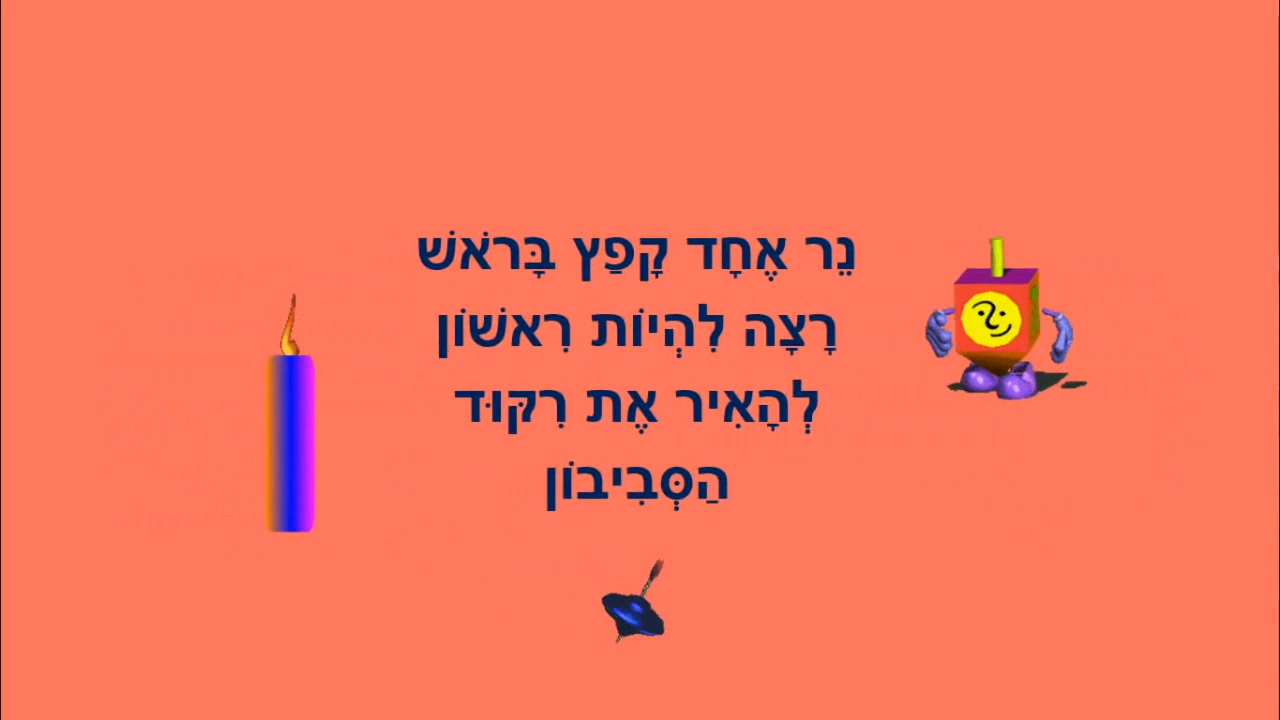 נֵר אֶחָד קָפַץ בָּרֹאשׁ
רָצָה לִהְיוֹת רִאשׁוֹן
לְהָאִיר אֶת רִקּוּד
הַסְּבִיבוֹן